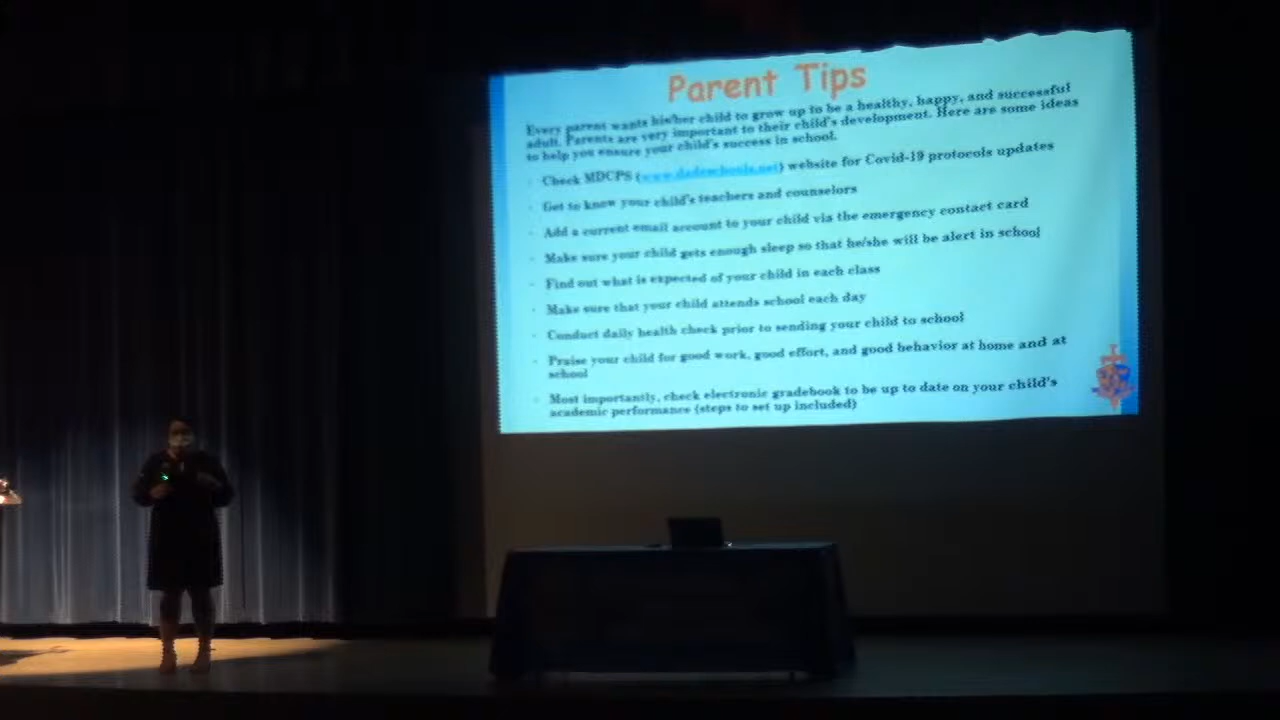 Parent Tips
Every parent wants his/her child to grow up to be a healthy, happy, and successful
adult. Parents are very important to their child's development. Here are some ideas
to help you ensure your child's success in school.
Check MDCPS (www.dadeschools.net) website for Covid-19 protocols updates
Get to know your child's teachers and counselors
Add a current email account to your child via the emergency contact card
Make sure your child gets enough sleep so that he/she will be alert in school
Find out what is expected of your child in each class
Make sure that your child attends school each day
Conduct daily health check prior to sending your child to school
Praise your child for good work, good effort, and good behavior at home and at
school
Most importantly, check electronic gradebook to be up to date on your child's
academic performance (steps to set up included)